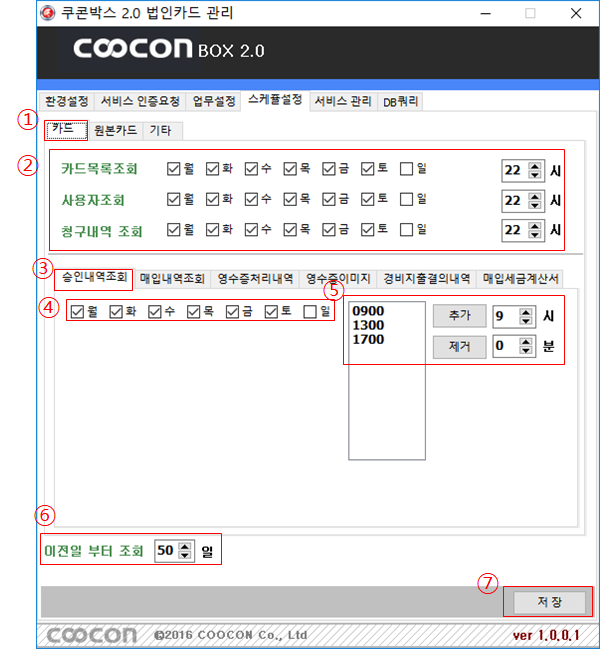 쿠콘박스 2.0 법인카드 관리
COOCON BOX 2.0
환경설정 서비스 인증요청 업무설정 스케쥴설정 서비스 관리 DB쿼리
① 카드 원본카드 기타
②
카드목록조회 월 화 수 목 금 토 일 22 시
사용자조회 월 화 수 목 금 토 일 22 시
청구내역 조회 월 화 수 목 금 토 일 22 시
③ 승인내역조회 매입내역조회 영수증처리내역 영수증이미지 경비지출결의내역 매입세금계산서
④ 월 화 수 목 금 토 일
⑤
0900 추가 9 시
1300
1700 제거 0 분
⑥
이전일 부터 조회 50 일
⑦ 저장
COOCON ©2016 COOCON Co., Ltd ver 1.0.0.1